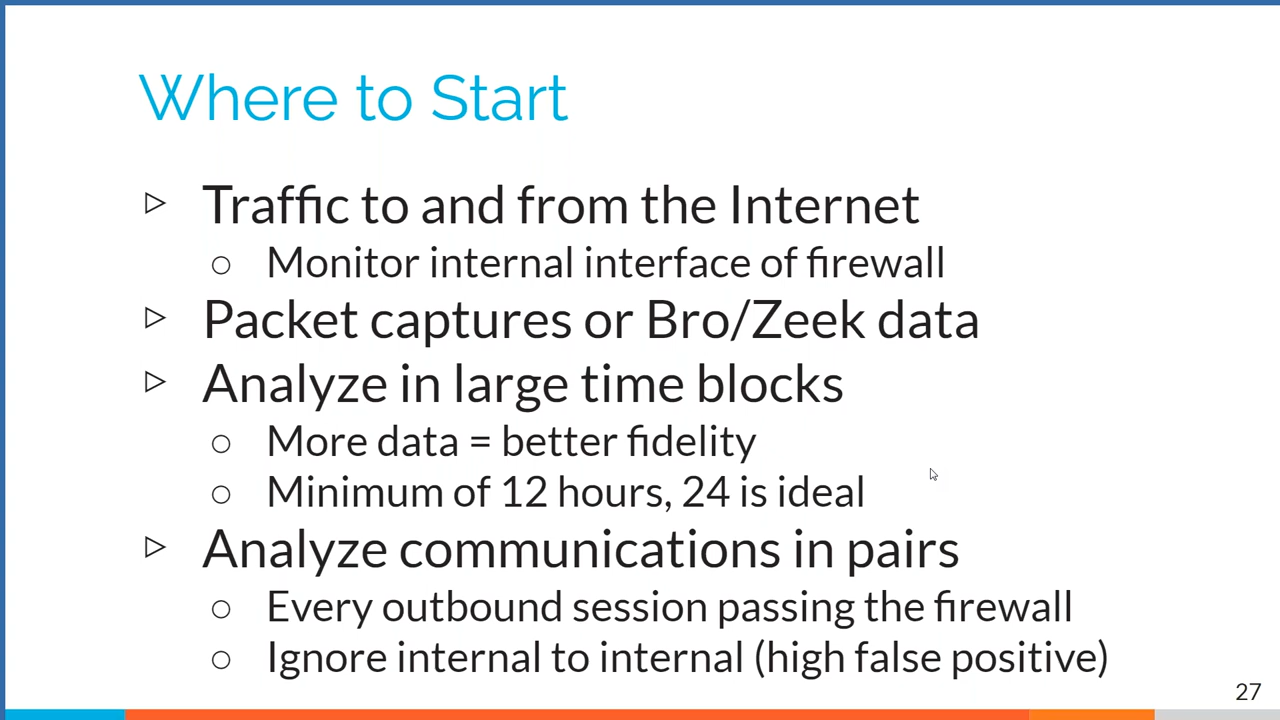 Where to Start
▷ Traffic to and from the Internet
○ Monitor internal interface of firewall
▷ Packet captures or Bro/Zeek data
▷ Analyze in large time blocks
○ More data = better fidelity
○ Minimum of 12 hours, 24 is ideal
▷ Analyze communications in pairs
○ Every outbound session passing the firewall
○ Ignore internal to internal (high false positive)
27